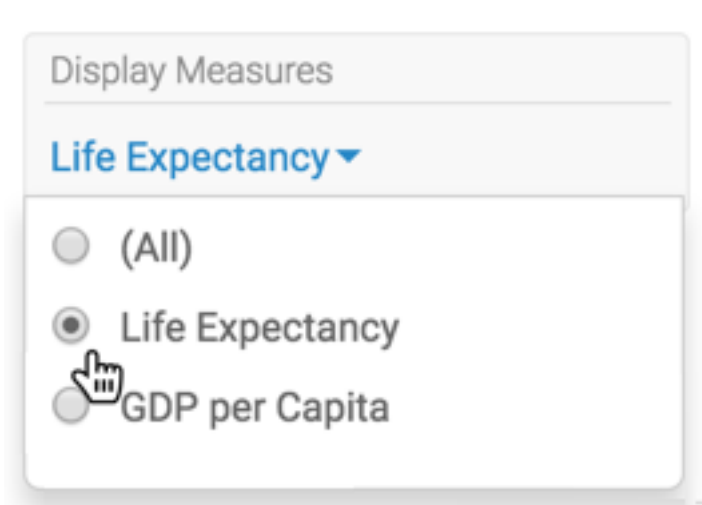 Display Measures
Life Expectancy
(All)
Life Expectancy
GDP per Capita